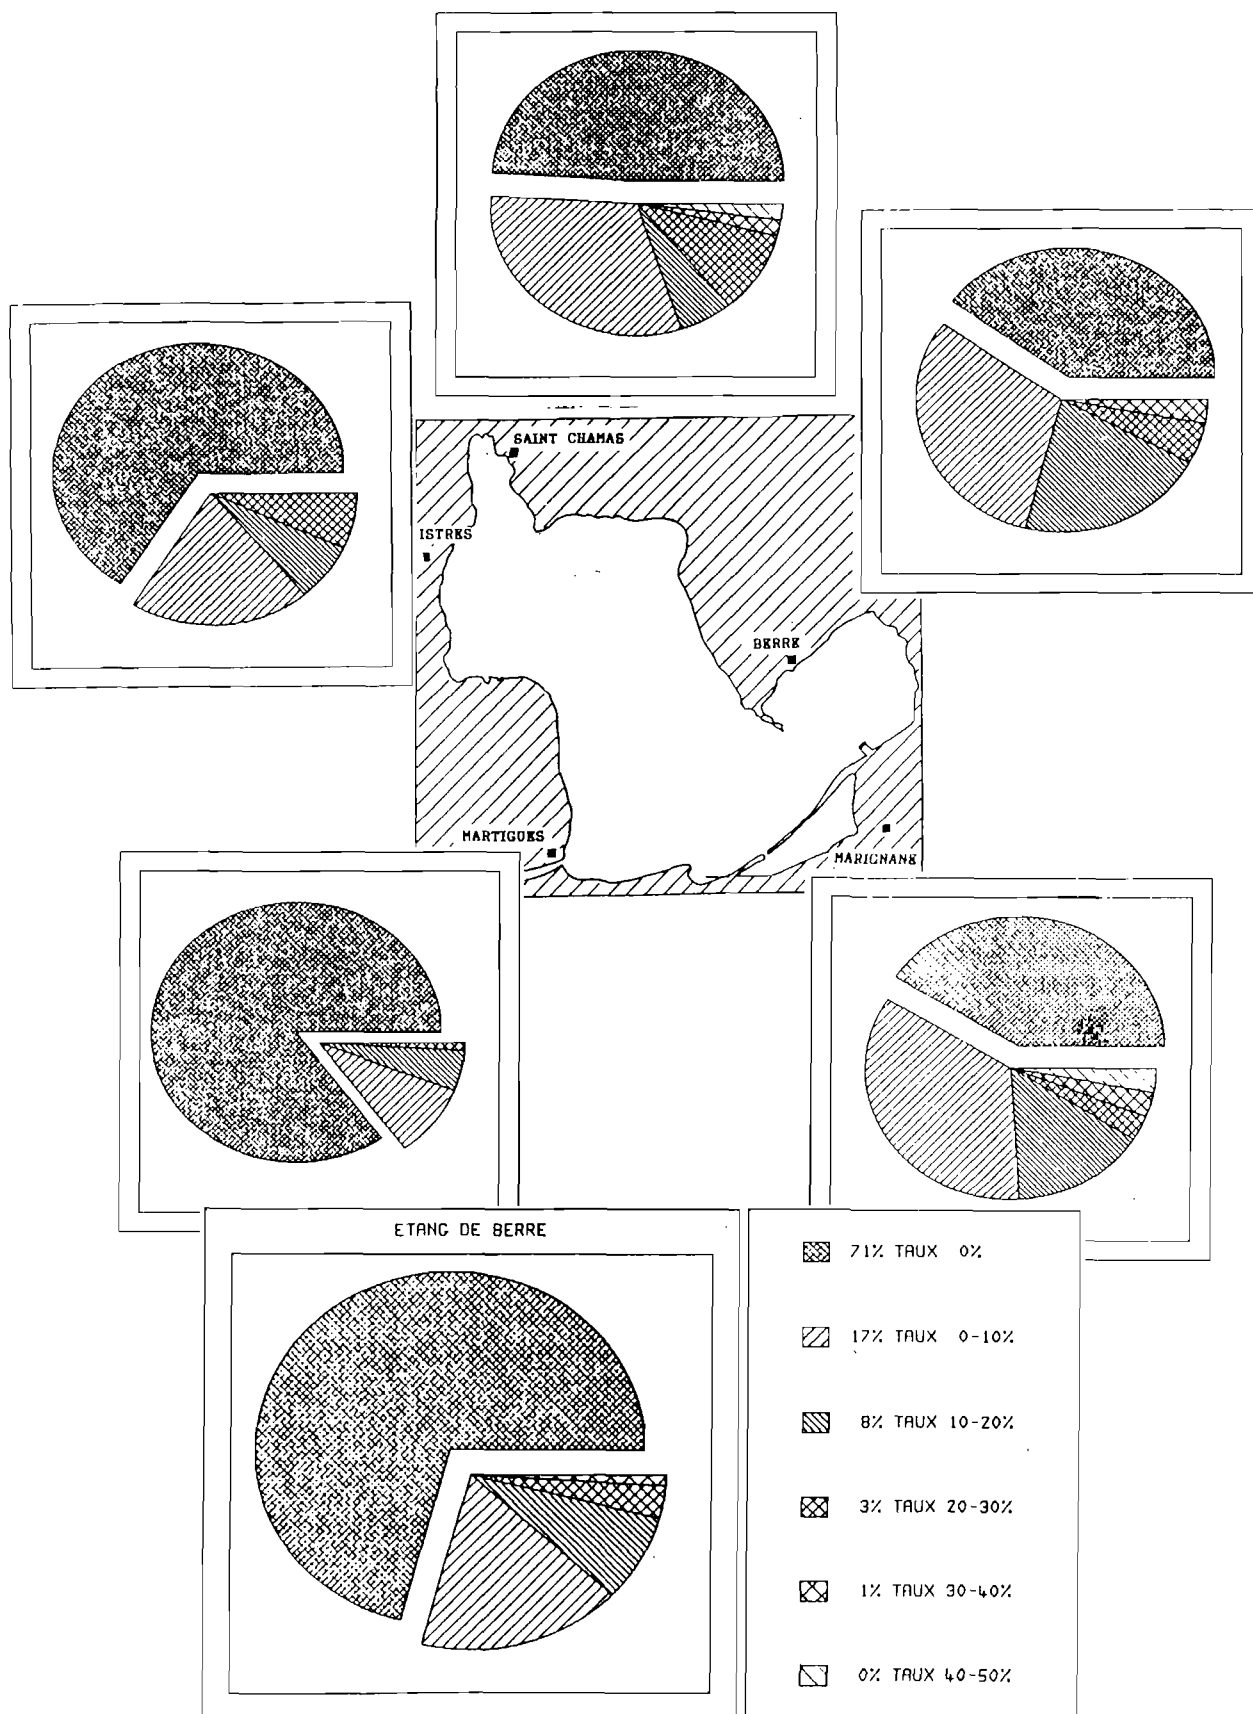 SAINT CHAMAS
ISTRES
BERRE
MARTIGUES
MARIGNANE
ETANG DE BERRE
71% TAUX 0%
17% TAUX 0-10%
8% TAUX 10-20%
3% TAUX 20-30%
1% TAUX 30-40%
0% TAUX 40-50%